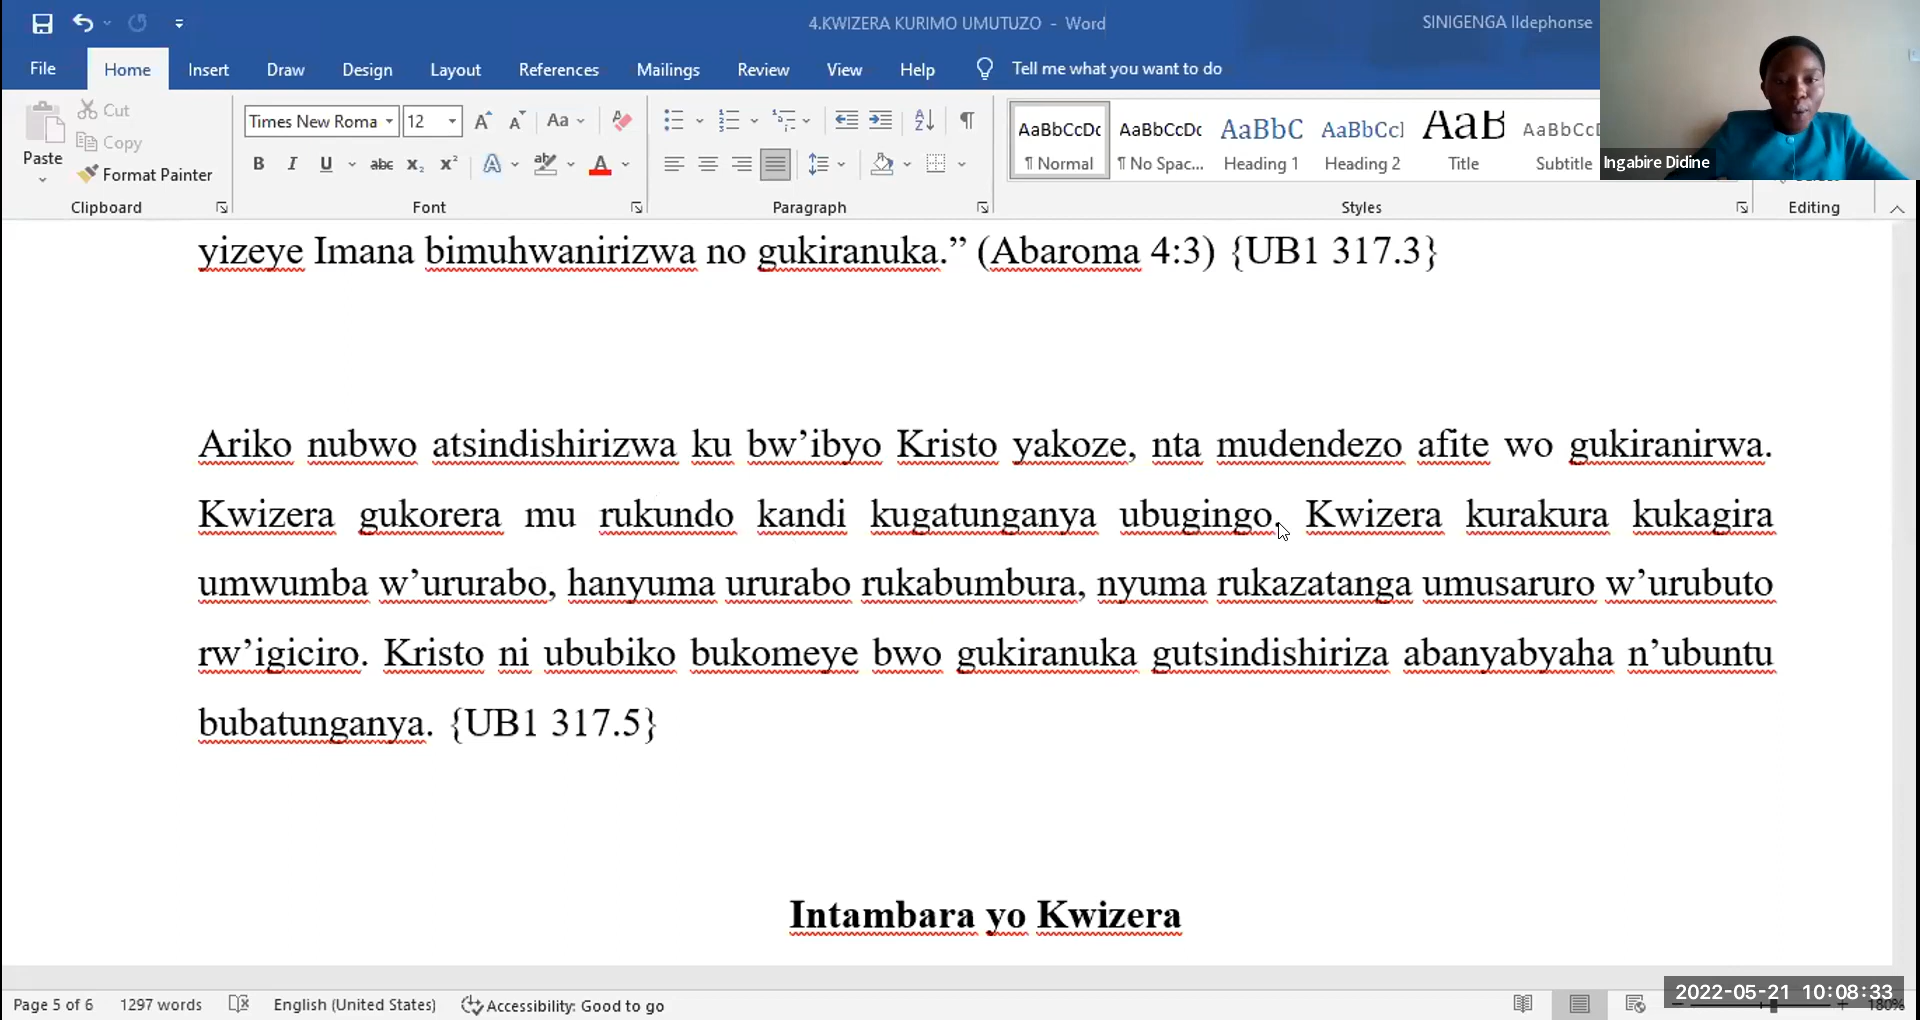 4.KWIZERA KURIMO UMUTUZO - Word
SINIGENGA Ildephonse
File Home Insert Draw Design Layout References Mailings Review View Help Tell me what you want to do
Paste
Cut
Copy
Format Painter
Clipboard
Times New Roma 12
Font
Paragraph
AaBbCcDc AaBbCcDc AaBbC AaBbCcl AaB AaBbCcD
¶ Normal ¶ No Spac... Heading 1 Heading 2 Title Subtitle
Styles
Editing
Ingabire Didine
yizeye Imana bimuhwanirizwa no gukiranuka.” (Abaroma 4:3) {UB1 317.3}
Ariko nubwo atsindishirizwa ku bw’ibyo Kristo yakoze, nta mudendezo afite wo gukiranirwa.
Kwizera gukorera mu rukundo kandi kugatunganya ubugingo. Kwizera kurakura kukagira
umwumba w’ururabo, hanyuma ururabo rukabumbura, nyuma rukazatanga umusaruro w’urubuto
rw’igiciro. Kristo ni ububiko bukomeye bwo gukiranuka gutsindishiriza abanyabyaha n’ubuntu
bubatunganya. {UB1 317.5}
Intambara yo Kwizera
Page 5 of 6 1297 words English (United States) Accessibility: Good to go
2022-05-21 10:08:33
180%